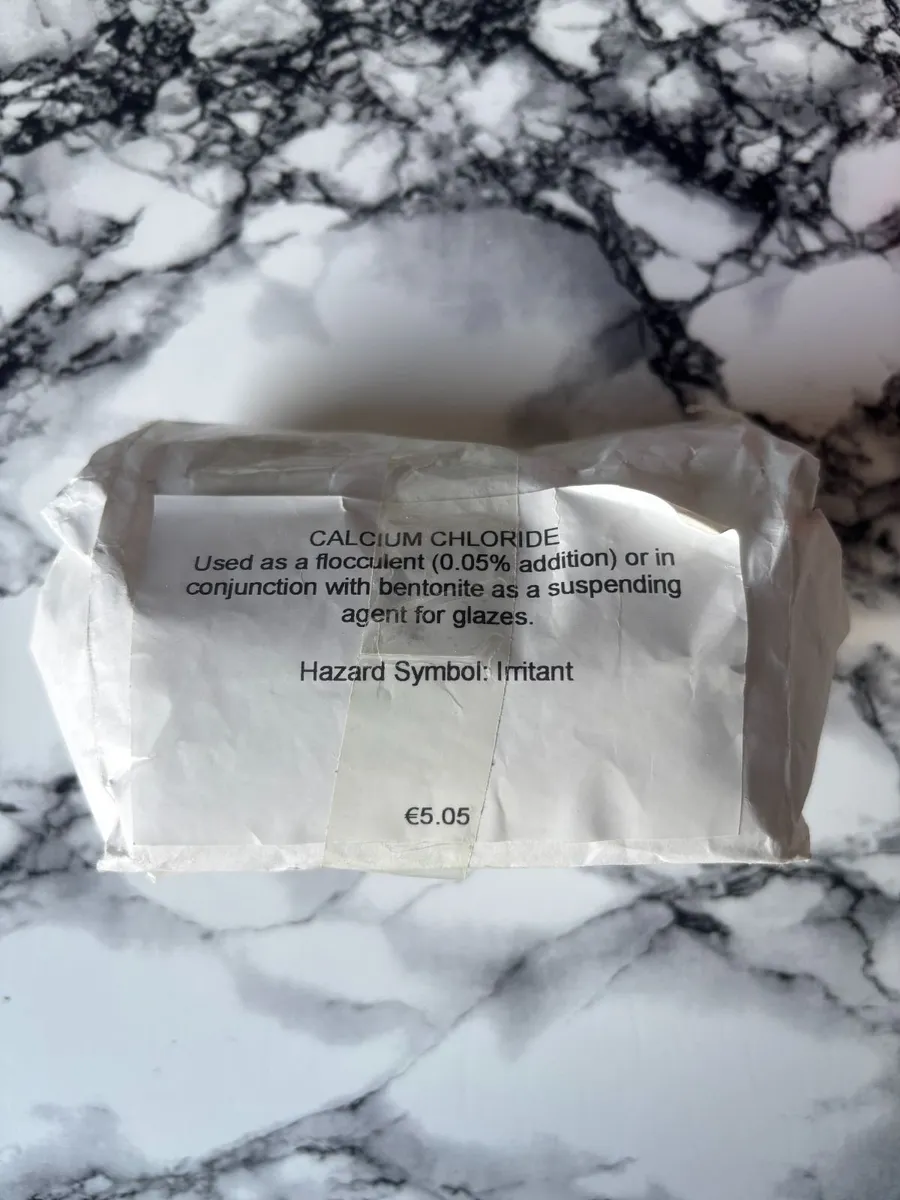 CALCIUM CHLORIDE
Used as a flocculent (0.05% addition) or in
conjunction with bentonite as a suspending
agent for glazes.
Hazard Symbol: Irritant
€5.05